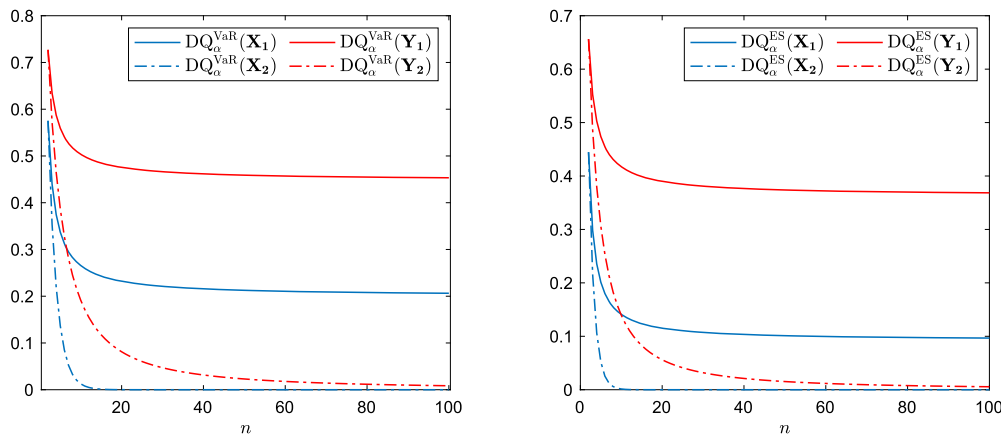 0.8
0.7
0.6
0.5
0.4
0.3
0.2
0.1
0
20 40 60 80 100
n
DQ_α^VaR(X₁) DQ_α^VaR(Y₁)
DQ_α^VaR(X₂) DQ_α^VaR(Y₂)
0.7
0.6
0.5
0.4
0.3
0.2
0.1
0
0 20 40 60 80 100
n
DQ_α^ES(X₁) DQ_α^ES(Y₁)
DQ_α^ES(X₂) DQ_α^ES(Y₂)